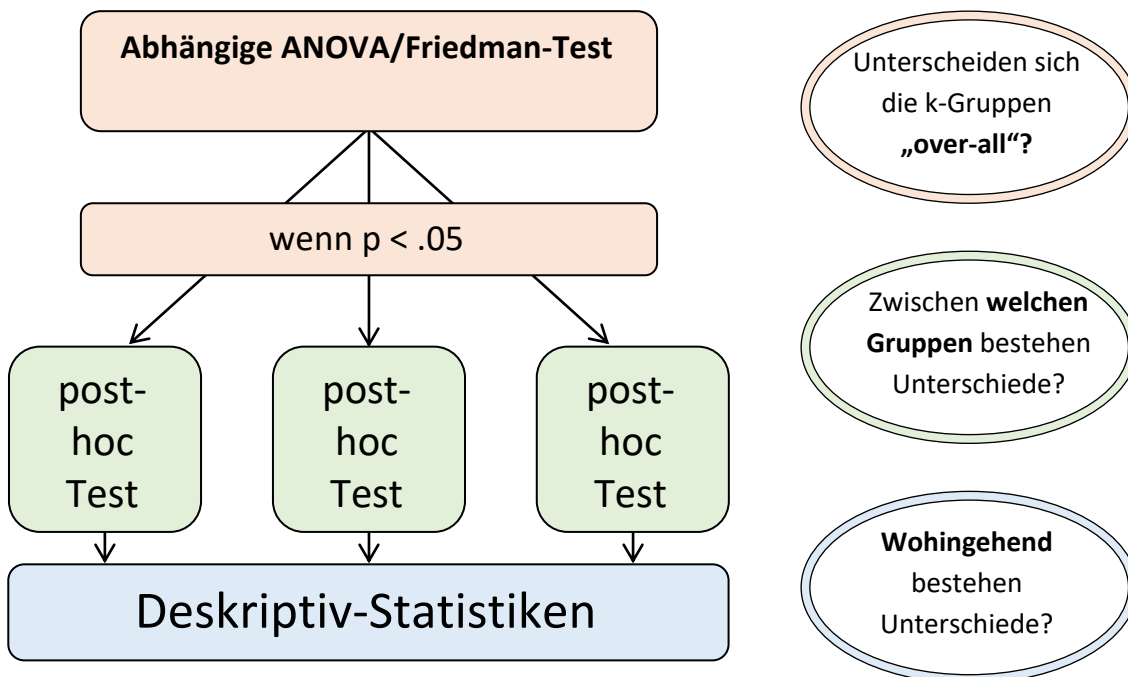 Abhängige ANOVA/Friedman-Test
Unterscheiden sich
die k-Gruppen
„over-all“?
wenn p < .05
Zwischen welchen
Gruppen bestehen
Unterschiede?
post-
hoc
Test
post-
hoc
Test
post-
hoc
Test
Wohingehend
bestehen
Unterschiede?
Deskriptiv-Statistiken